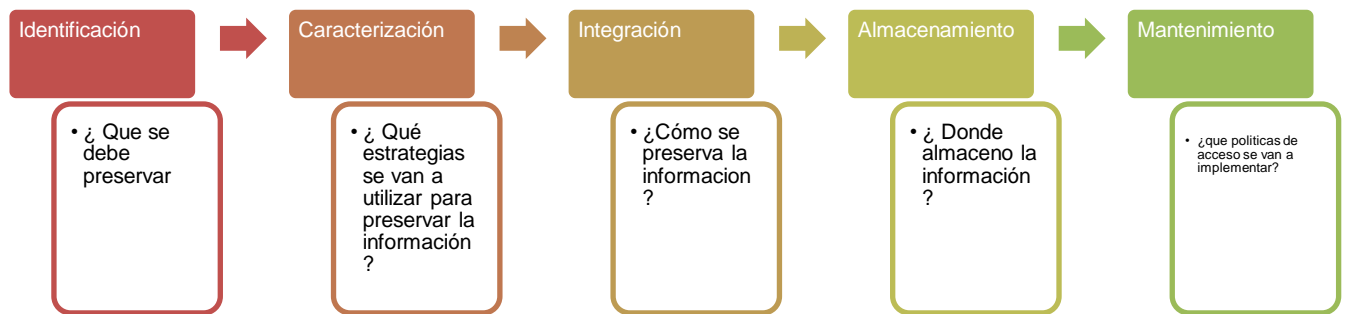 Identificación
• ¿ Que se
debe
preservar
Caracterización
• ¿ Qué
estrategias
se van a
utilizar para
preservar la
información
?
Integración
• ¿Cómo se
preserva la
informacion
?
Almacenamiento
• ¿ Donde
almaceno la
información
?
Mantenimiento
• ¿que politicas de
acceso se van a
implementar?